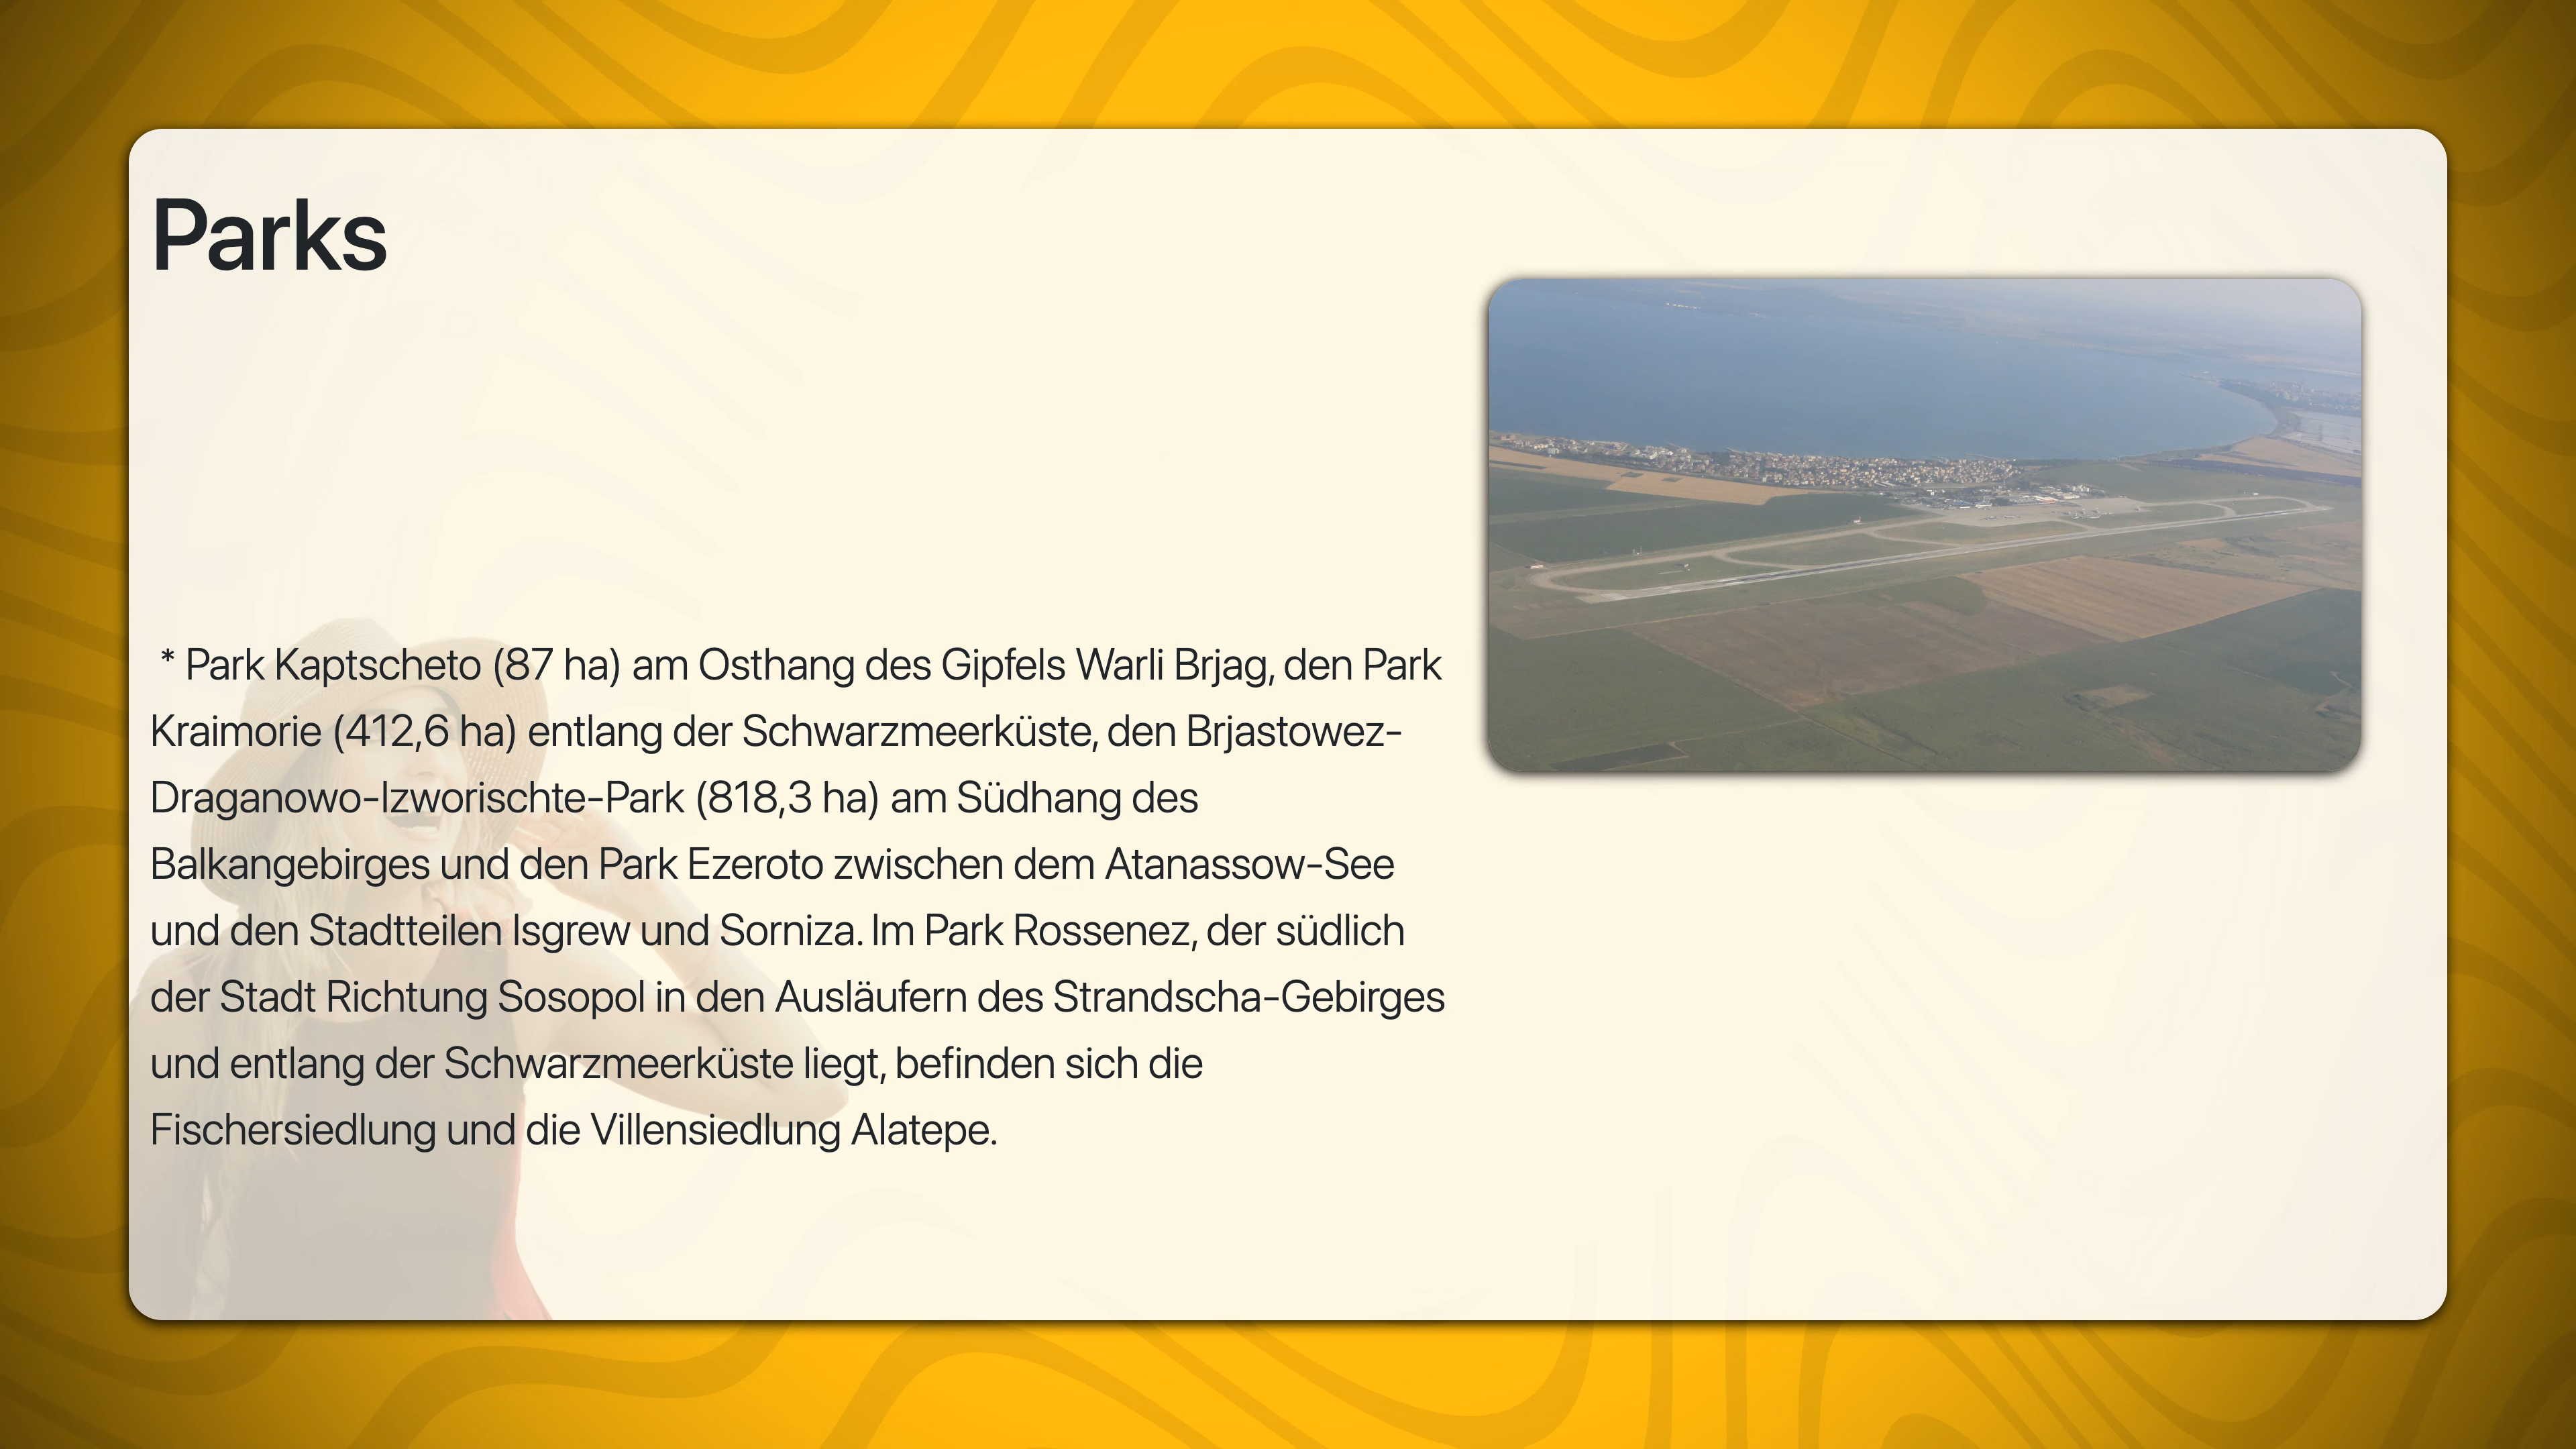 Parks
* Park Kaptscheto (87 ha) am Osthang des Gipfels Warli Brjag, den Park
Kraimorie (412,6 ha) entlang der Schwarzmeerküste, den Brjastowez-
Draganowo-Izworischte-Park (818,3 ha) am Südhang des
Balkangebirges und den Park Ezeroto zwischen dem Atanassow-See
und den Stadtteilen Isgrew und Sorniza. Im Park Rossenez, der südlich
der Stadt Richtung Sosopol in den Ausläufern des Strandscha-Gebirges
und entlang der Schwarzmeerküste liegt, befinden sich die
Fischersiedlung und die Villensiedlung Alatepe.